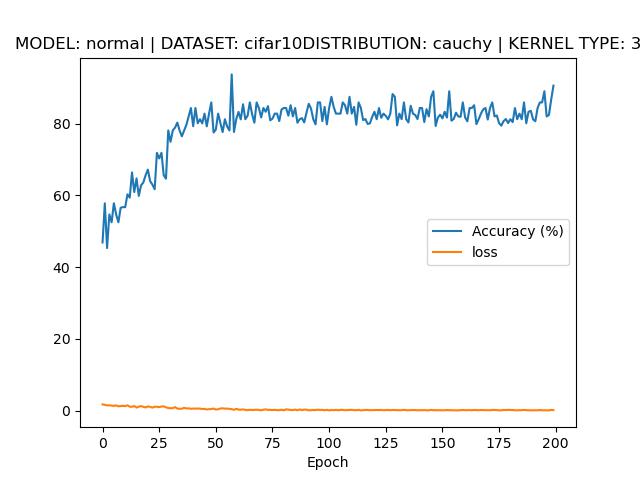 MODEL: normal | DATASET: cifar10DISTRIBUTION: cauchy | KERNEL TYPE: 3
80
60
40
20
0
Accuracy (%)
loss
0 25 50 75 100 125 150 175 200
Epoch